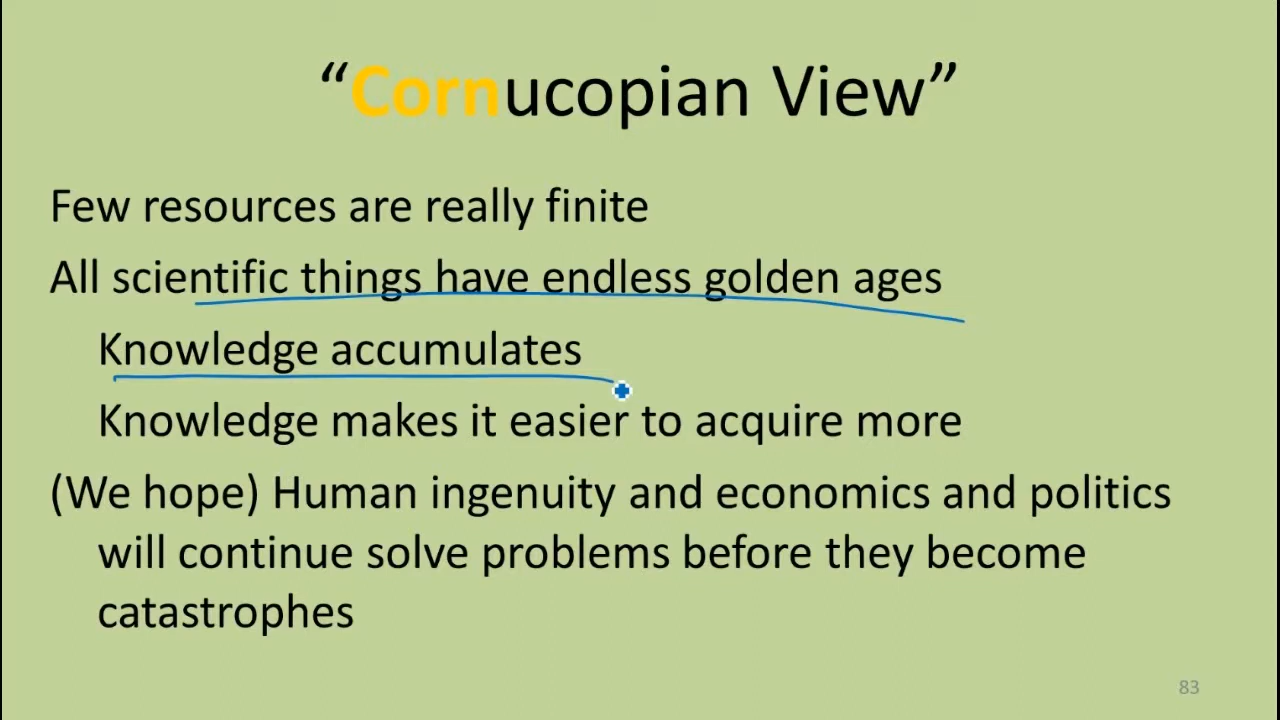 “Cornucopian View”
Few resources are really finite
All scientific things have endless golden ages
Knowledge accumulates
Knowledge makes it easier to acquire more
(We hope) Human ingenuity and economics and politics
will continue solve problems before they become
catastrophes
83